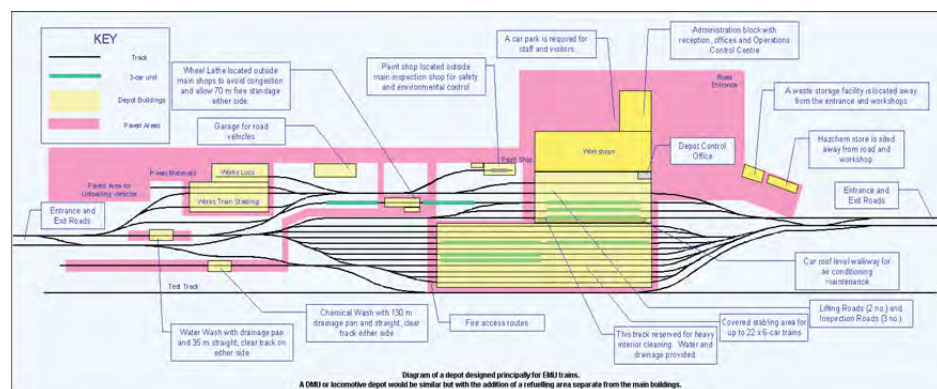 KEY
Track
3-car unit
Depot Buildings
Paved Areas
Wheel Lathe located outside
main shops to avoid congestion
and allow 70 m free standage
either side.
Garage for road
vehicles
Paint shop located outside
main inspection shop for safety
and environmental control
A car park is required for
staff and visitors
Administration block with
reception, offices and Operations
Control Centre
Road
Entrance
A waste storage facility is located away
from the entrance and workshops
Hazchem store is sited
away from road and
workshop
Depot Control
Office
Workshops
Paint Shop
Works Loco
Works Train Stabling
Paved Area for
Unloading Vehicles
Entrance and
Exit Roads
Entrance and
Exit Roads
Test Track
Water Wash with drainage pan
and 35 m straight, clear track on
either side
Chemical Wash with 130 m
drainage pan and straight, clear
track either side
Fire access routes
This track reserved for heavy
interior cleaning. Water and
drainage provided.
Covered stabling area for
up to 22 x 6-car trains
Lifting Roads (2 no.) and
Inspection Roads (3 no.)
Car roof level walkway for
air conditioning
maintenance
Diagram of a depot designed principally for EMU trains.
A DMU or locomotive depot would be similar but with the addition of a refuelling area separate from the main buildings.